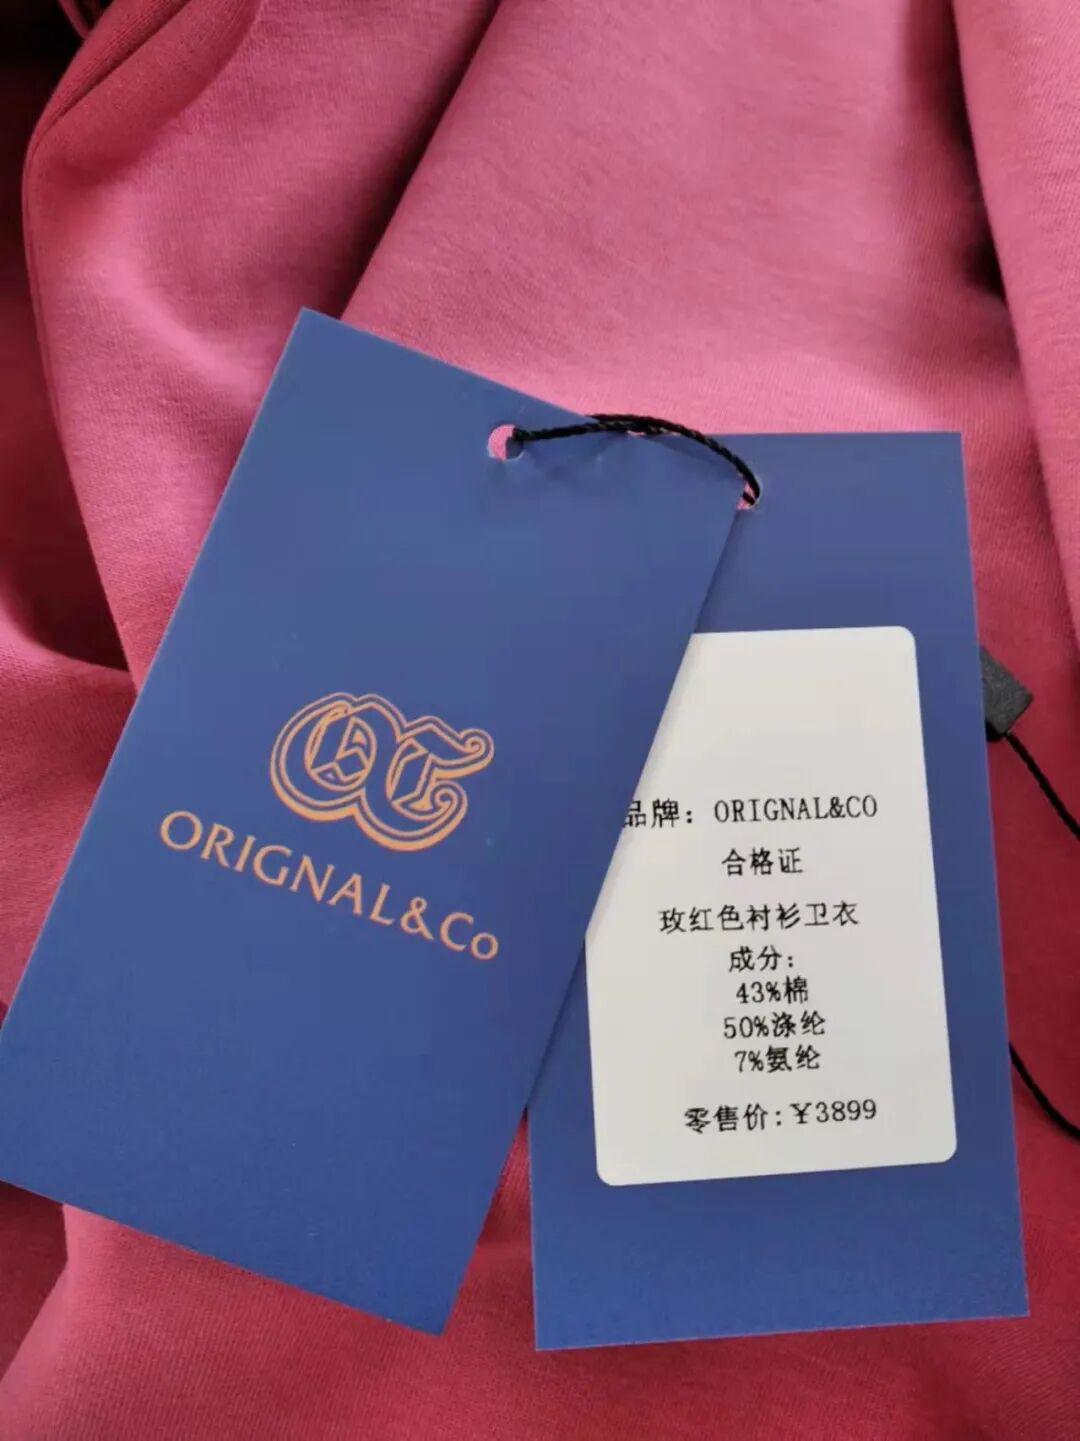 ORIGNAL&CO
品牌: ORIGNAL&CO
合格证
玫红色衬衫卫衣
成分:
43%棉
50%涤纶
7%氨纶
零售价:¥3899